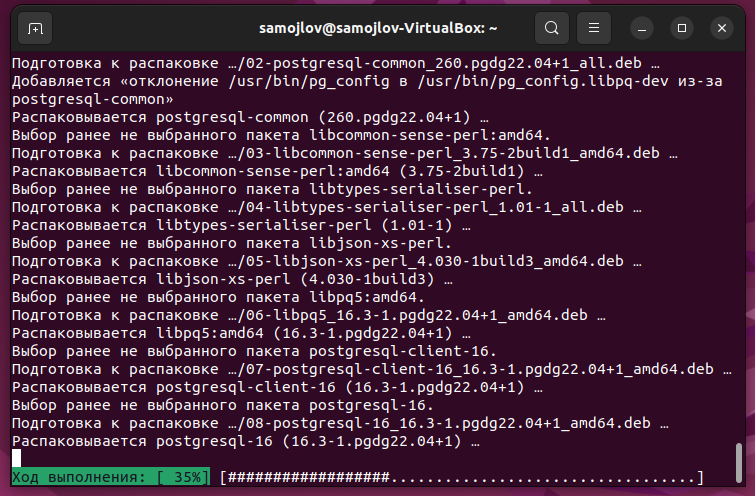 samojlov@samojlov-VirtualBox: ~
Подготовка к распаковке …/02-postgresql-common_260.pgdg22.04+1_all.deb …
Добавляется «отклонение /usr/bin/pg_config в /usr/bin/pg_config.libpq-dev из-за
postgresql-common»
Распаковывается postgresql-common (260.pgdg22.04+1) …
Выбор ранее не выбранного пакета libcommon-sense-perl:amd64.
Подготовка к распаковке …/03-libcommon-sense-perl_3.75-2build1_amd64.deb …
Распаковывается libcommon-sense-perl:amd64 (3.75-2build1) …
Выбор ранее не выбранного пакета libtypes-serialiser-perl.
Подготовка к распаковке …/04-libtypes-serialiser-perl_1.01-1_all.deb …
Распаковывается libtypes-serialiser-perl (1.01-1) …
Выбор ранее не выбранного пакета libjson-xs-perl.
Подготовка к распаковке …/05-libjson-xs-perl_4.030-1build3_amd64.deb …
Распаковывается libjson-xs-perl (4.030-1build3) …
Выбор ранее не выбранного пакета libpq5:amd64.
Подготовка к распаковке …/06-libpq5_16.3-1.pgdg22.04+1_amd64.deb …
Распаковывается libpq5:amd64 (16.3-1.pgdg22.04+1) …
Выбор ранее не выбранного пакета postgresql-client-16.
Подготовка к распаковке …/07-postgresql-client-16_16.3-1.pgdg22.04+1_amd64.deb …
Распаковывается postgresql-client-16 (16.3-1.pgdg22.04+1) …
Выбор ранее не выбранного пакета postgresql-16.
Подготовка к распаковке …/08-postgresql-16_16.3-1.pgdg22.04+1_amd64.deb …
Распаковывается postgresql-16 (16.3-1.pgdg22.04+1) …
Ход выполнения: [ 35%] [##################..................................]